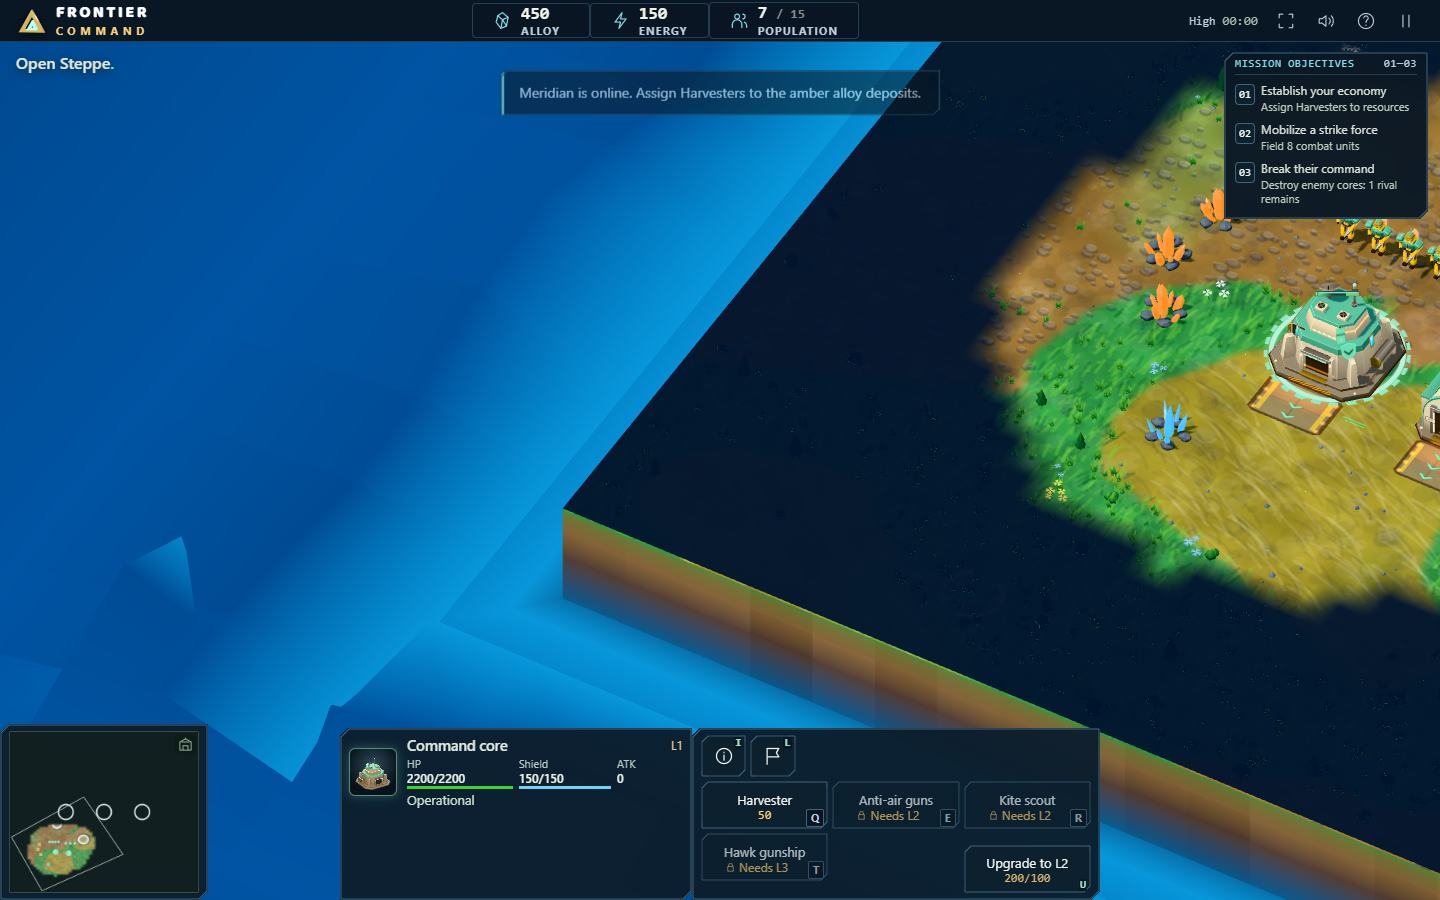 FRONTIER
COMMAND
450
ALLOY
150
ENERGY
7 / 15
POPULATION
High 00:00
Open Steppe.
Meridian is online. Assign Harvesters to the amber alloy deposits.
MISSION OBJECTIVES 01—03
01 Establish your economy
Assign Harvesters to resources
02 Mobilize a strike force
Field 8 combat units
03 Break their command
Destroy enemy cores: 1 rival
remains
Command core L1
HP Shield ATK
2200/2200 150/150 0
Operational
I L
Harvester
50 Q
Anti-air guns
Needs L2 E
Kite scout
Needs L2 R
Hawk gunship
Needs L3 T
Upgrade to L2
200/100 U